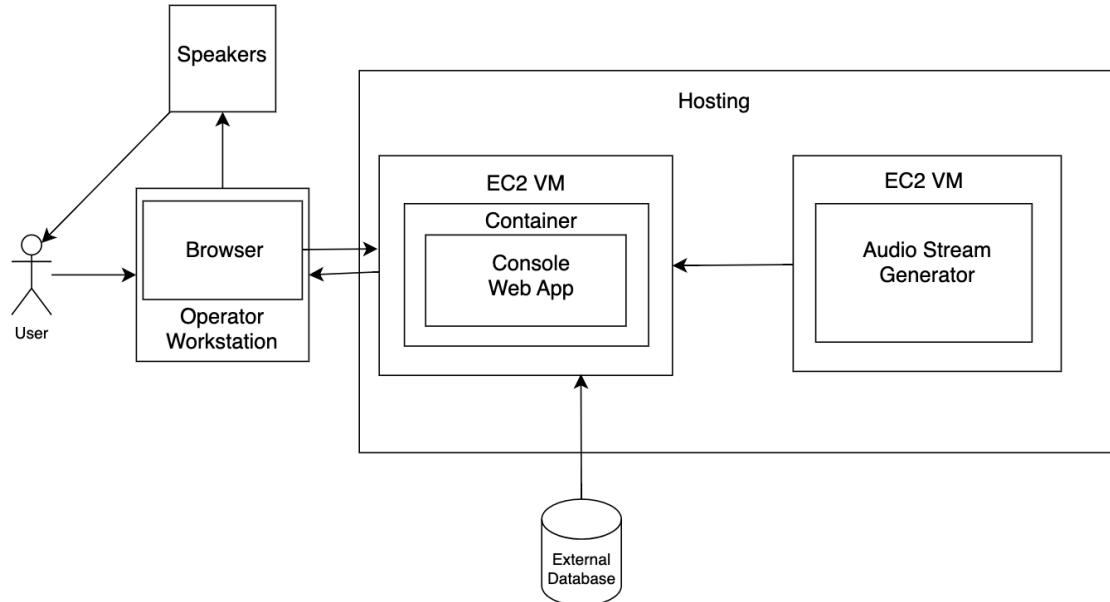 Speakers
Hosting
EC2 VM
Container
Console
Web App
EC2 VM
Audio Stream
Generator
Browser
Operator
Workstation
User
External
Database